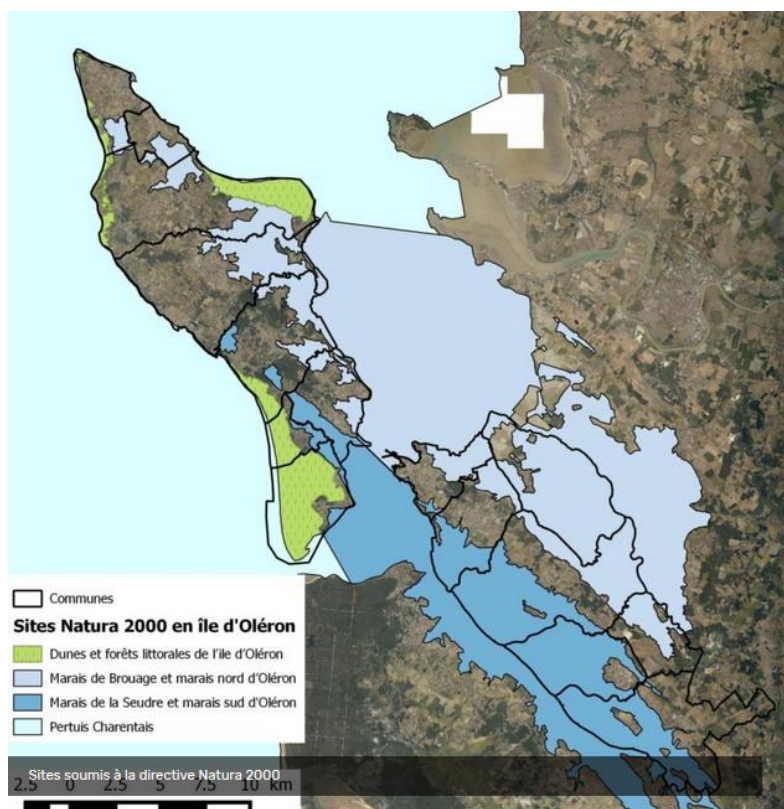 Communes
Sites Natura 2000 en île d'Oléron
Dunes et forêts littorales de l'ile d'Oléron
Marais de Brouage et marais nord d'Oléron
Marais de la Seudre et marais sud d'Oléron
Pertuis Charentais
Sites soumis à la directive Natura 2000
2.5 0 2.5 5 7.5 10 km